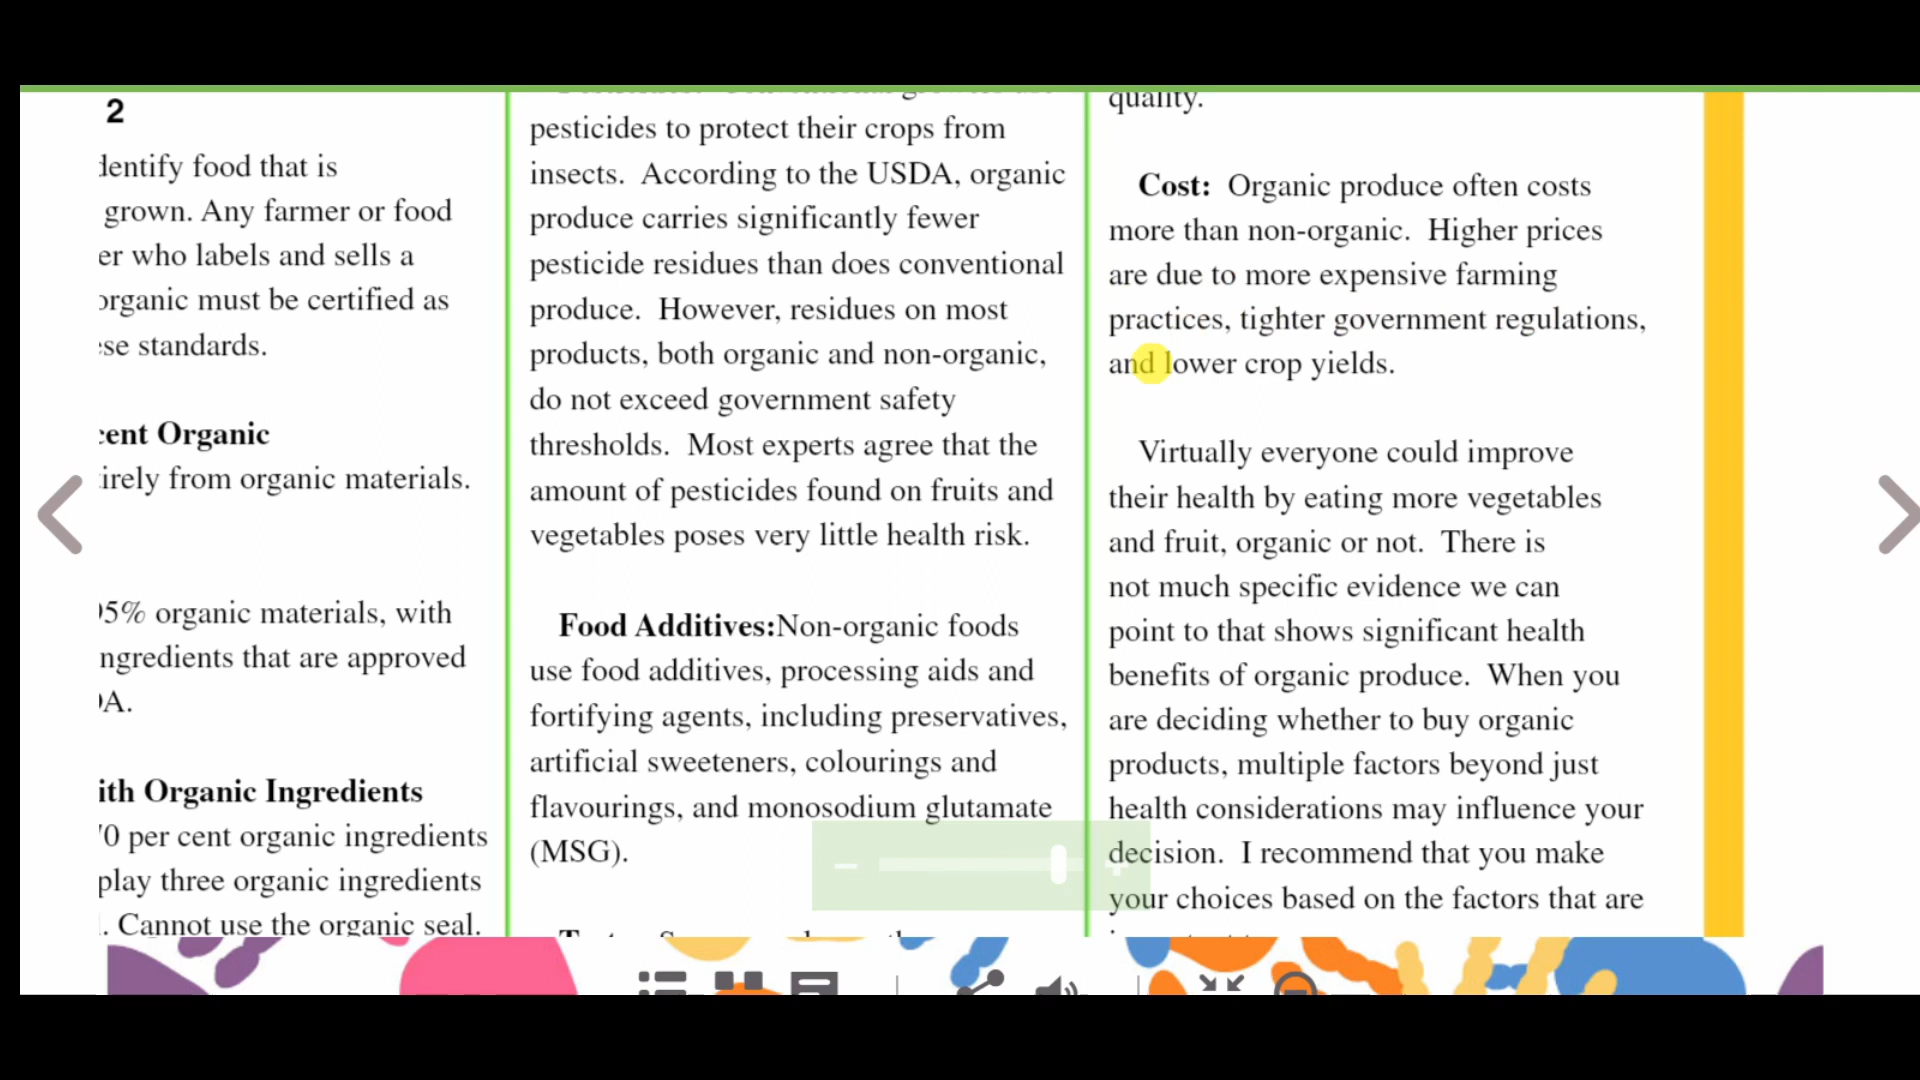 2
dentify food that is
grown. Any farmer or food
er who labels and sells a
organic must be certified as
se standards.
cent Organic
irely from organic materials.
95% organic materials, with
ngredients that are approved
A.
ith Organic Ingredients
70 per cent organic ingredients
play three organic ingredients
. Cannot use the organic seal.
pesticides to protect their crops from
insects. According to the USDA, organic
produce carries significantly fewer
pesticide residues than does conventional
produce. However, residues on most
products, both organic and non-organic,
do not exceed government safety
thresholds. Most experts agree that the
amount of pesticides found on fruits and
vegetables poses very little health risk.
Food Additives:Non-organic foods
use food additives, processing aids and
fortifying agents, including preservatives,
artificial sweeteners, colourings and
flavourings, and monosodium glutamate
(MSG).
quality.
Cost: Organic produce often costs
more than non-organic. Higher prices
are due to more expensive farming
practices, tighter government regulations,
and lower crop yields.
Virtually everyone could improve
their health by eating more vegetables
and fruit, organic or not. There is
not much specific evidence we can
point to that shows significant health
benefits of organic produce. When you
are deciding whether to buy organic
products, multiple factors beyond just
health considerations may influence your
decision. I recommend that you make
your choices based on the factors that are